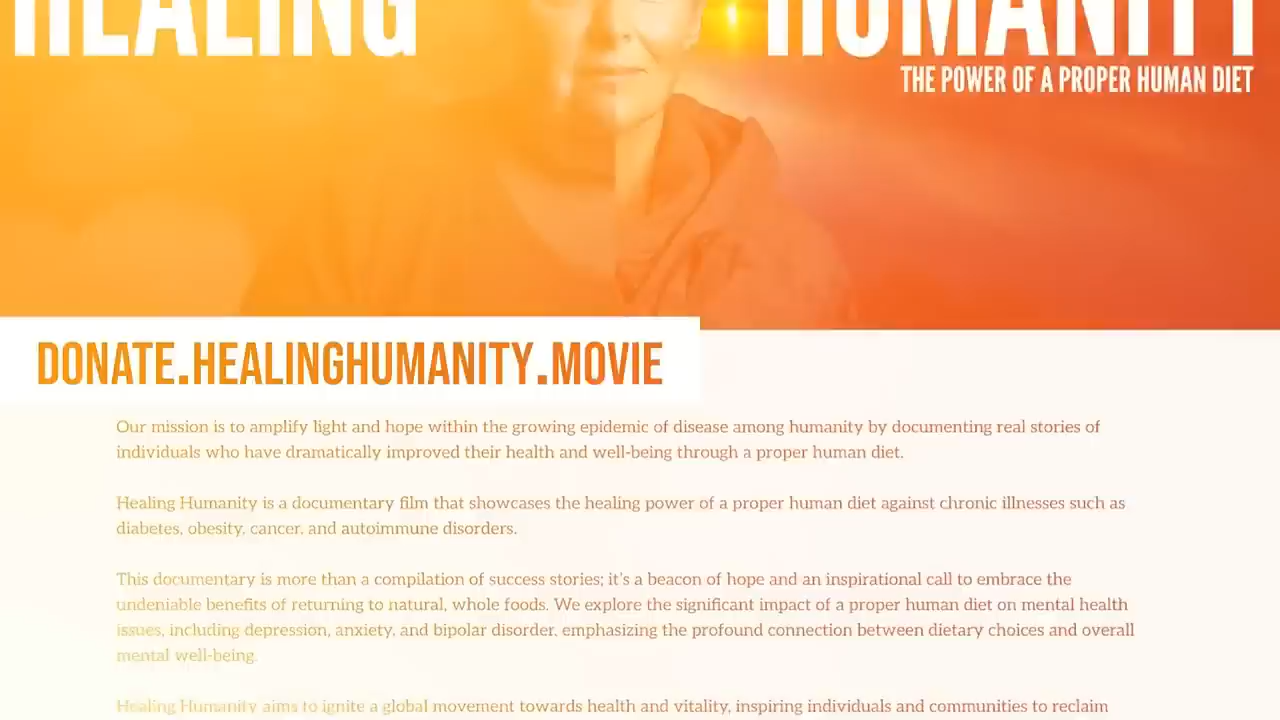 HEALING HUMANITY
THE POWER OF A PROPER HUMAN DIET
DONATE.HEALINGHUMANITY.MOVIE
Our mission is to amplify light and hope within the growing epidemic of disease among humanity by documenting real stories of
individuals who have dramatically improved their health and well-being through a proper human diet.
Healing Humanity is a documentary film that showcases the healing power of a proper human diet against chronic illnesses such as
diabetes, obesity, cancer, and autoimmune disorders.
This documentary is more than a compilation of success stories; it's a beacon of hope and an inspirational call to embrace the
undeniable benefits of returning to natural, whole foods. We explore the significant impact of a proper human diet on mental health
issues, including depression, anxiety, and bipolar disorder, emphasizing the profound connection between dietary choices and overall
mental well-being.
Healing Humanity aims to ignite a global movement towards health and vitality, inspiring individuals and communities to reclaim